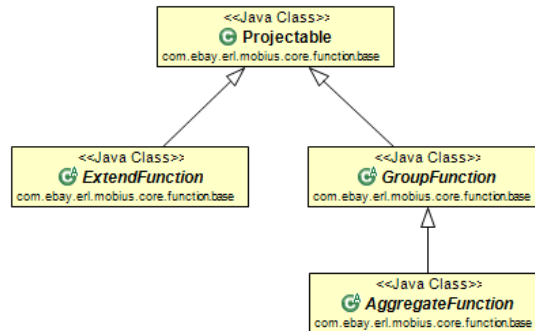 <<Java Class>>
Projectable
com.ebay.erl.mobius.core.function.base
<<Java Class>>
ExtendFunction
com.ebay.erl.mobius.core.function.base
<<Java Class>>
GroupFunction
com.ebay.erl.mobius.core.function.base
<<Java Class>>
AggregateFunction
com.ebay.erl.mobius.core.function.base